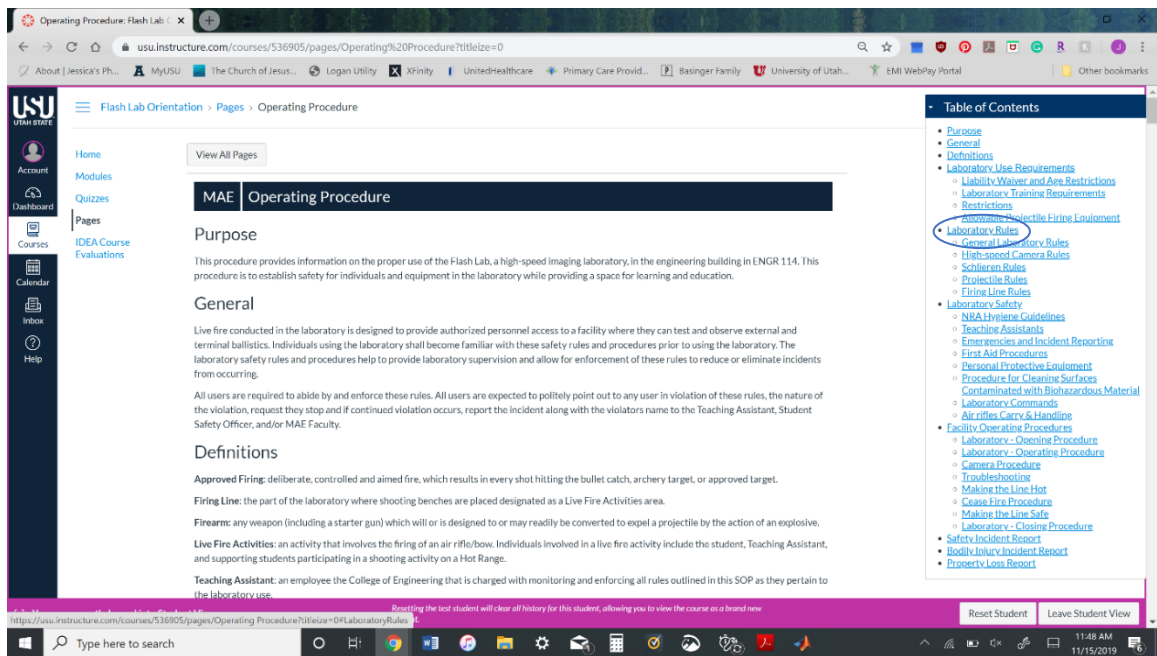 Operating Procedure: Flash Lab
usu.instructure.com/courses/536905/pages/Operating%20Procedure?titleize=0
About | Jessica's Ph...
MyUSU
The Church of Jesus...
Logan Utility
XFinity
UnitedHealthcare
Primary Care Provid...
Basinger Family
University of Utah...
EMI WebPay Portal
Other bookmarks
USU
UTAH STATE
Account
Dashboard
Courses
Calendar
Inbox
Help
Flash Lab Orientation › Pages › Operating Procedure
Home
Modules
Quizzes
Pages
IDEA Course
Evaluations
View All Pages
MAE Operating Procedure
Purpose
This procedure provides information on the proper use of the Flash Lab, a high-speed imaging laboratory, in the engineering building in ENGR 114. This
procedure is to establish safety for individuals and equipment in the laboratory while providing a space for learning and education.
General
Live fire conducted in the laboratory is designed to provide authorized personnel access to a facility where they can test and observe external and
terminal ballistics. Individuals using the laboratory shall become familiar with these safety rules and procedures prior to using the laboratory. The
laboratory safety rules and procedures help to provide laboratory supervision and allow for enforcement of these rules to reduce or eliminate incidents
from occurring.
All users are required to abide by and enforce these rules. All users are expected to politely point out to any user in violation of these rules, the nature of
the violation, request they stop and if continued violation occurs, report the incident along with the violators name to the Teaching Assistant, Student
Safety Officer, and/or MAE Faculty.
Definitions
Approved Firing: deliberate, controlled and aimed fire, which results in every shot hitting the bullet catch, archery target, or approved target.
Firing Line: the part of the laboratory where shooting benches are placed designated as a Live Fire Activities area.
Firearm: any weapon (including a starter gun) which will or is designed to or may readily be converted to expel a projectile by the action of an explosive.
Live Fire Activities: an activity that involves the firing of an air rifle/bow. Individuals involved in a live fire activity include the student, Teaching Assistant,
and supporting students participating in a shooting activity on a Hot Range.
Teaching Assistant: an employee the College of Engineering that is charged with monitoring and enforcing all rules outlined in this SOP as they pertain to
the laboratory use.
Table of Contents
Purpose
General
Definitions
Laboratory Use Requirements
Liability Waiver and Age Restrictions
Laboratory Training Requirements
Restrictions
Allowable Projectile Firing Equipment
Laboratory Rules
General Laboratory Rules
High-speed Camera Rules
Schlieren Rules
Projectile Rules
Firing Line Rules
Laboratory Safety
NRA Hygiene Guidelines
Teaching Assistants
Emergencies and Incident Reporting
First Aid Procedures
Personal Protective Equipment
Procedure for Cleaning Surfaces
Contaminated with Biohazardous Material
Laboratory Commands
Air rifles Carry & Handling
Facility Operating Procedures
Laboratory - Opening Procedure
Laboratory - Operating Procedure
Camera Procedure
Troubleshooting
Making the Line Hot
Cease Fire Procedure
Making the Line Safe
Laboratory - Closing Procedure
Safety Incident Report
Bodily Injury Incident Report
Property Loss Report
Resetting the test student will clear all history for this student, allowing you to view the course as a brand new
Reset Student
Leave Student View
https://usu.instructure.com/courses/536905/pages/Operating Procedure?titleize=0#LaboratoryRules
Type here to search
11:48 AM
11/15/2019